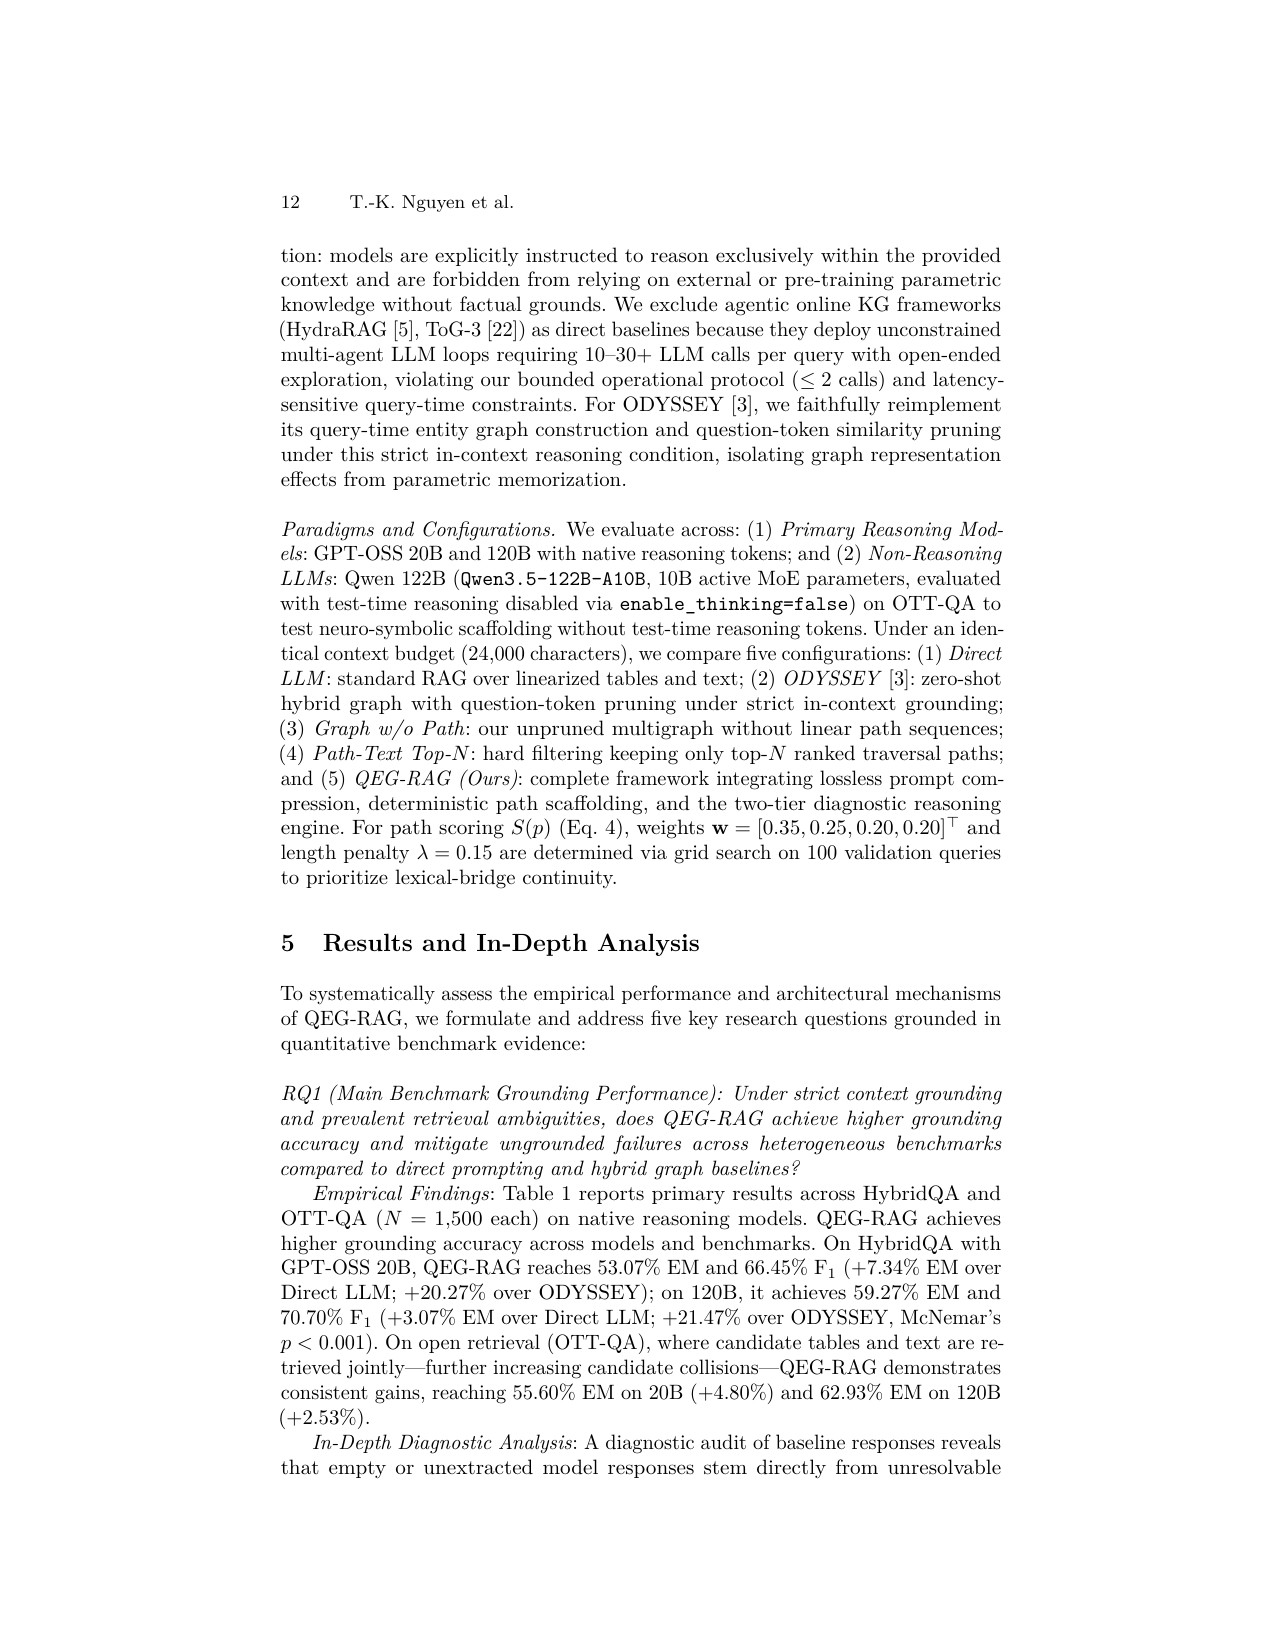 12 T.-K. Nguyen et al.
tion: models are explicitly instructed to reason exclusively within the provided
context and are forbidden from relying on external or pre-training parametric
knowledge without factual grounds. We exclude agentic online KG frameworks
(HydraRAG [5], ToG-3 [22]) as direct baselines because they deploy unconstrained
multi-agent LLM loops requiring 10–30+ LLM calls per query with open-ended
exploration, violating our bounded operational protocol (≤ 2 calls) and latency-
sensitive query-time constraints. For ODYSSEY [3], we faithfully reimplement
its query-time entity graph construction and question-token similarity pruning
under this strict in-context reasoning condition, isolating graph representation
effects from parametric memorization.
Paradigms and Configurations. We evaluate across: (1) Primary Reasoning Mod-
els: GPT-OSS 20B and 120B with native reasoning tokens; and (2) Non-Reasoning
LLMs: Qwen 122B (Qwen3.5-122B-A10B, 10B active MoE parameters, evaluated
with test-time reasoning disabled via enable_thinking=false) on OTT-QA to
test neuro-symbolic scaffolding without test-time reasoning tokens. Under an iden-
tical context budget (24,000 characters), we compare five configurations: (1) Direct
LLM: standard RAG over linearized tables and text; (2) ODYSSEY [3]: zero-shot
hybrid graph with question-token pruning under strict in-context grounding;
(3) Graph w/o Path: our unpruned multigraph without linear path sequences;
(4) Path-Text Top-N: hard filtering keeping only top-N ranked traversal paths;
and (5) QEG-RAG (Ours): complete framework integrating lossless prompt com-
pression, deterministic path scaffolding, and the two-tier diagnostic reasoning
engine. For path scoring S(p) (Eq. 4), weights w = [0.35, 0.25, 0.20, 0.20]⊤ and
length penalty λ = 0.15 are determined via grid search on 100 validation queries
to prioritize lexical-bridge continuity.
5 Results and In-Depth Analysis
To systematically assess the empirical performance and architectural mechanisms
of QEG-RAG, we formulate and address five key research questions grounded in
quantitative benchmark evidence:
RQ1 (Main Benchmark Grounding Performance): Under strict context grounding
and prevalent retrieval ambiguities, does QEG-RAG achieve higher grounding
accuracy and mitigate ungrounded failures across heterogeneous benchmarks
compared to direct prompting and hybrid graph baselines?
Empirical Findings: Table 1 reports primary results across HybridQA and
OTT-QA (N = 1,500 each) on native reasoning models. QEG-RAG achieves
higher grounding accuracy across models and benchmarks. On HybridQA with
GPT-OSS 20B, QEG-RAG reaches 53.07% EM and 66.45% F1 (+7.34% EM over
Direct LLM; +20.27% over ODYSSEY); on 120B, it achieves 59.27% EM and
70.70% F1 (+3.07% EM over Direct LLM; +21.47% over ODYSSEY, McNemar's
p < 0.001). On open retrieval (OTT-QA), where candidate tables and text are re-
trieved jointly—further increasing candidate collisions—QEG-RAG demonstrates
consistent gains, reaching 55.60% EM on 20B (+4.80%) and 62.93% EM on 120B
(+2.53%).
In-Depth Diagnostic Analysis: A diagnostic audit of baseline responses reveals
that empty or unextracted model responses stem directly from unresolvable